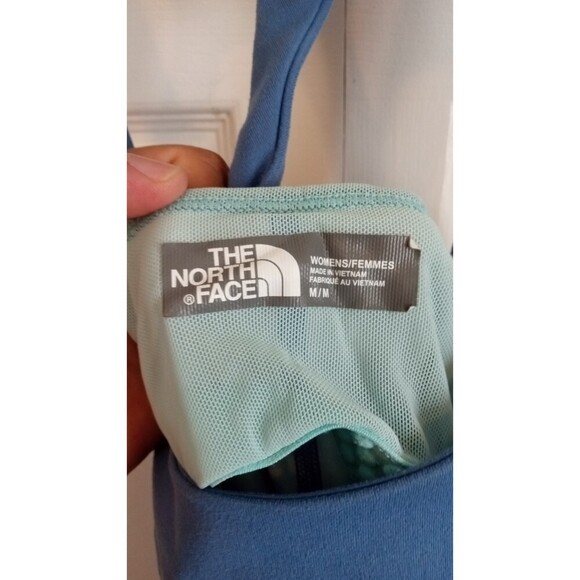 THE
NORTH
® FACE
WOMENS/FEMMES
MADE IN VIETNAM
FABRIQUÉ AU VIETNAM
M/M